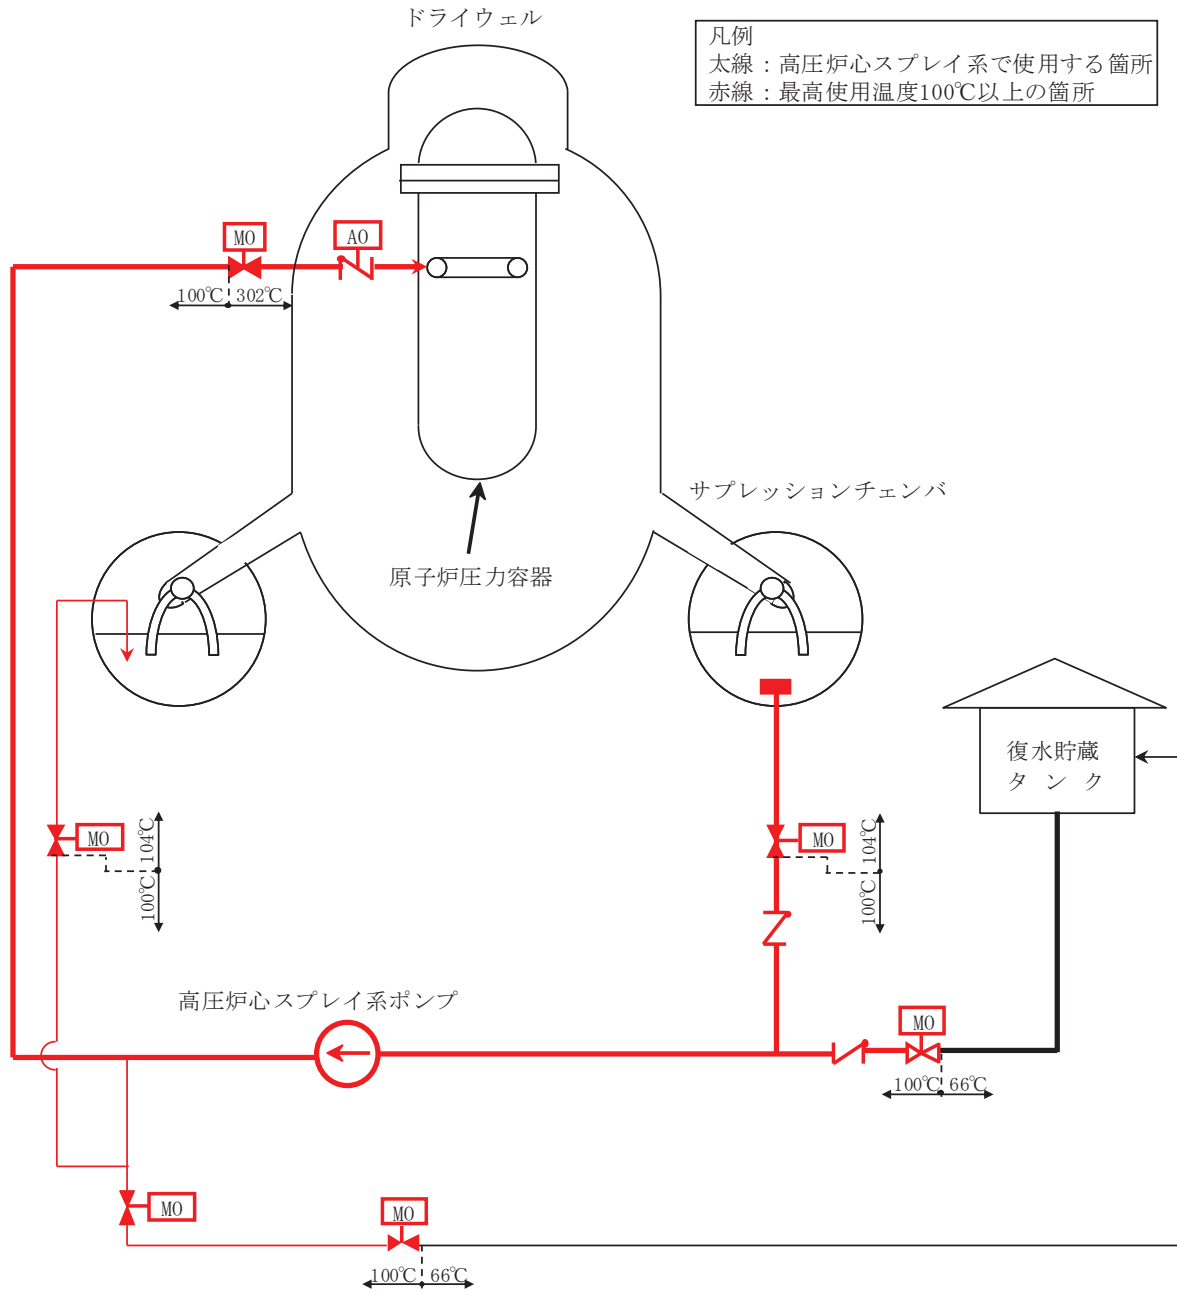 ドライウェル
凡例
太線：高圧炉心スプレイ系で使用する箇所
赤線：最高使用温度100℃以上の箇所
MO
AO
100℃ 302℃
サプレッションチェンバ
原子炉圧力容器
復水貯蔵
タンク
MO
104℃
100℃
MO
104℃
100℃
高圧炉心スプレイ系ポンプ
MO
100℃ 66℃
MO
MO
100℃ 66℃